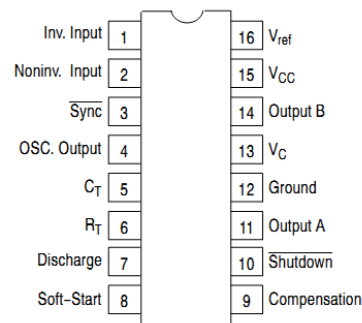 Inv. Input 1 16 Vref
Noninv. Input 2 15 VCC
Sync 3 14 Output B
OSC. Output 4 13 VC
CT 5 12 Ground
RT 6 11 Output A
Discharge 7 10 Shutdown
Soft-Start 8 9 Compensation